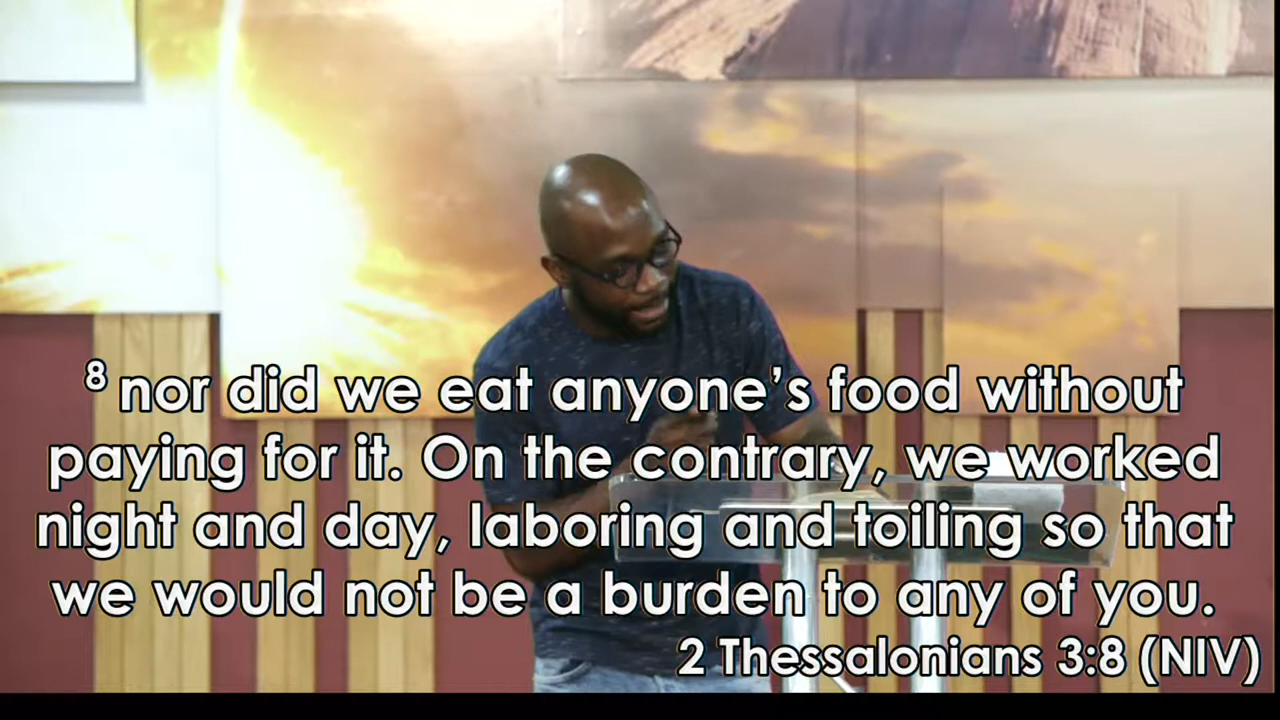 ⁸ nor did we eat anyone’s food without
paying for it. On the contrary, we worked
night and day, laboring and toiling so that
we would not be a burden to any of you.
2 Thessalonians 3:8 (NIV)